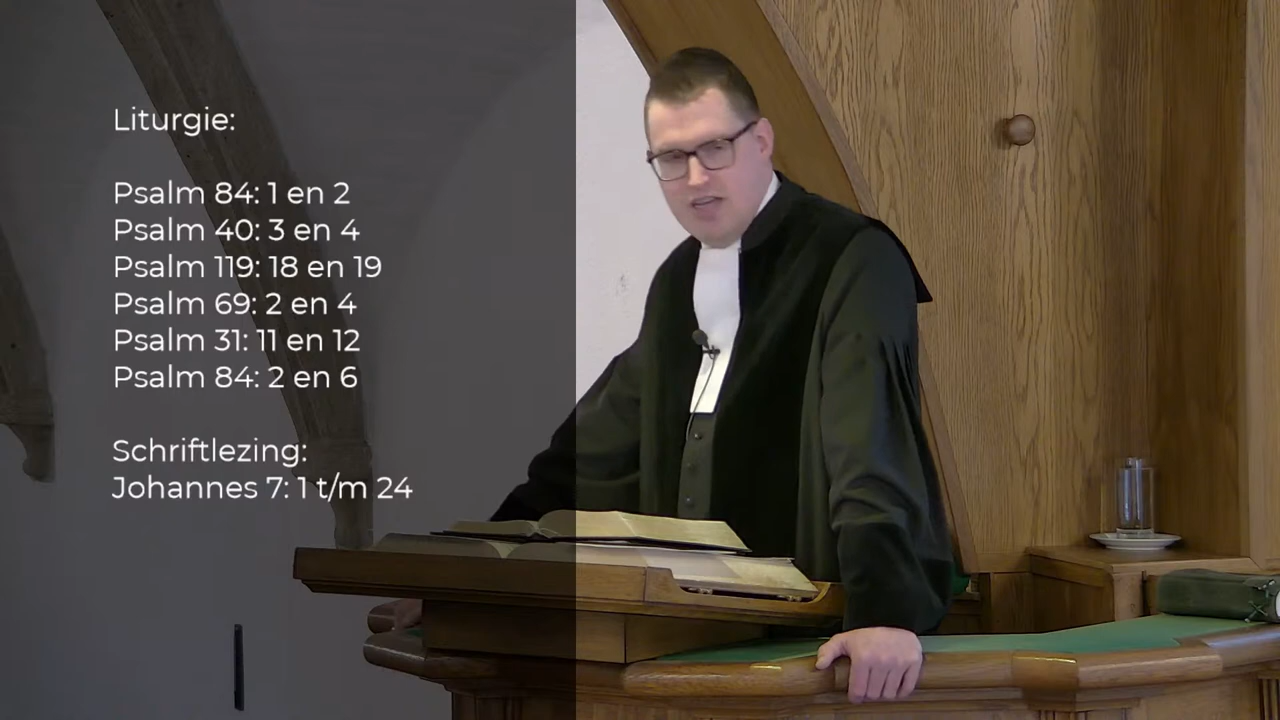 Liturgie:
Psalm 84: 1 en 2
Psalm 40: 3 en 4
Psalm 119: 18 en 19
Psalm 69: 2 en 4
Psalm 31: 11 en 12
Psalm 84: 2 en 6
Schriftlezing:
Johannes 7: 1 t/m 24